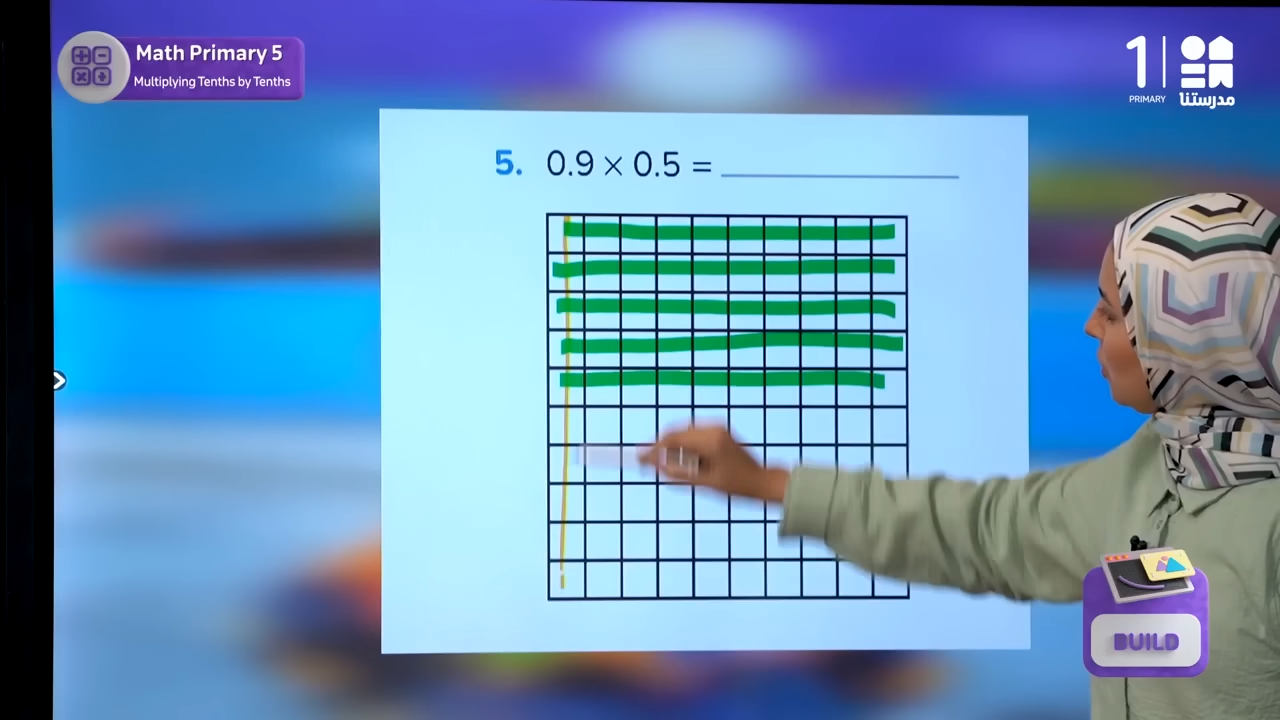 Math Primary 5
Multiplying Tenths by Tenths
1
PRIMARY
مدرستنا
5. 0.9 × 0.5 =
BUILD